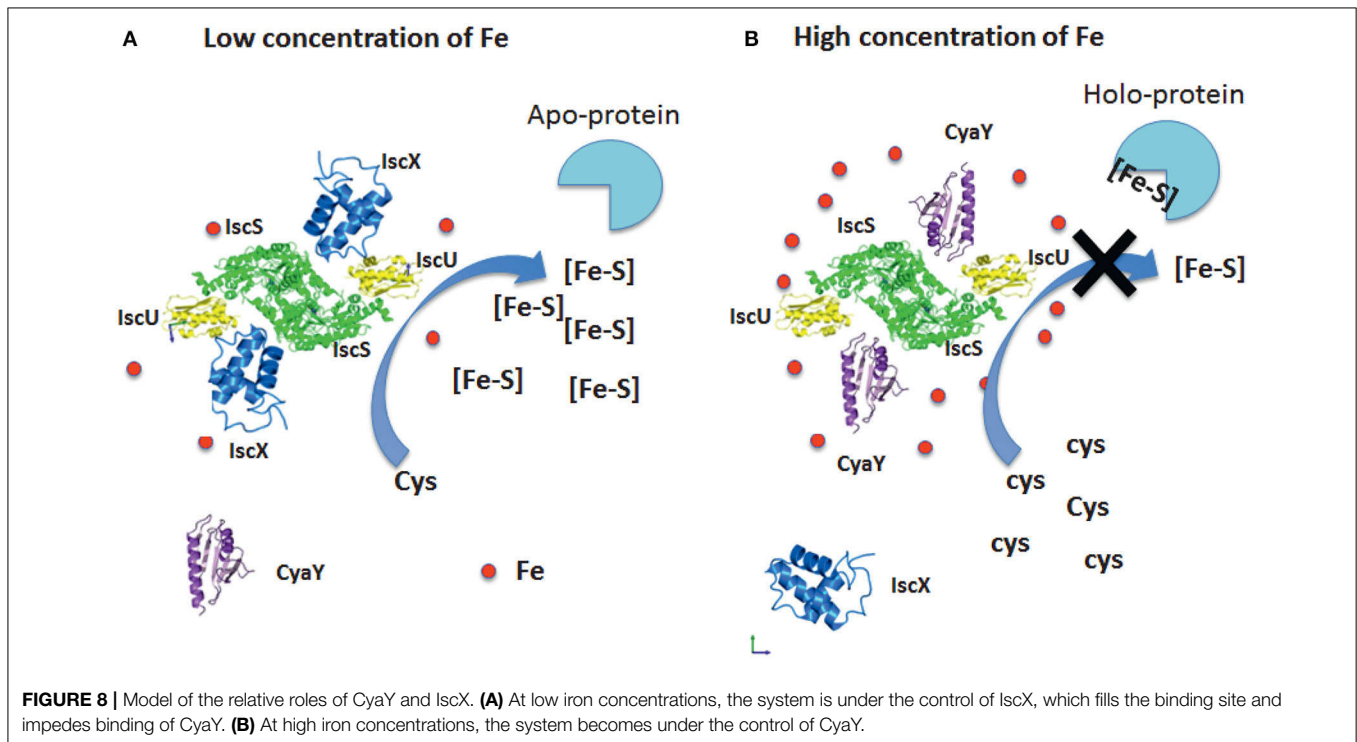 A
Low concentration of Fe
Apo-protein
IscX
IscS
IscU
[Fe-S]
[Fe-S]
[Fe-S]
IscU
IscS
[Fe-S]
[Fe-S]
IscX
Cys
CyaY
Fe
B
High concentration of Fe
Holo-protein
[Fe-S]
CyaY
IscS
IscU
[Fe-S]
IscU
IscS
CyaY
cys
cys
Cys
cys
cys
IscX
FIGURE 8 | Model of the relative roles of CyaY and IscX. (A) At low iron concentrations, the system is under the control of IscX, which fills the binding site and
impedes binding of CyaY. (B) At high iron concentrations, the system becomes under the control of CyaY.